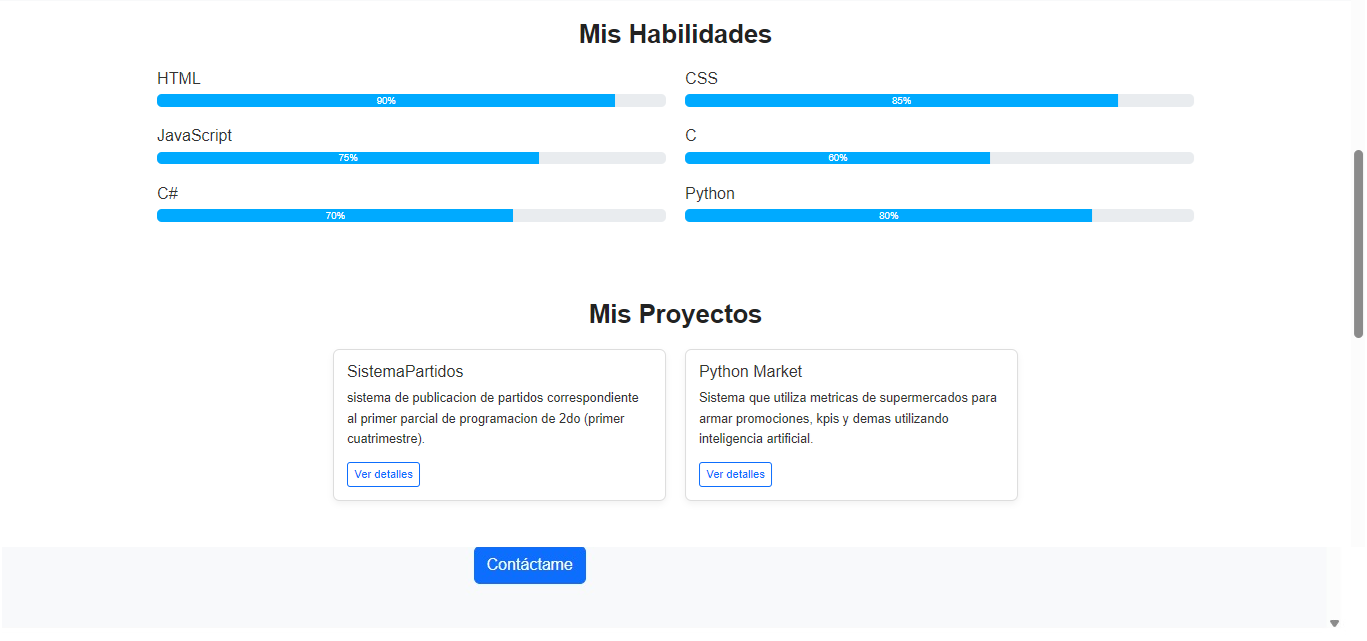 Mis Habilidades
HTML
90%
CSS
85%
JavaScript
75%
C
60%
C#
70%
Python
80%
Mis Proyectos
SistemaPartidos
sistema de publicacion de partidos correspondiente
al primer parcial de programacion de 2do (primer
cuatrimestre).
Ver detalles
Python Market
Sistema que utiliza metricas de supermercados para
armar promociones, kpis y demas utilizando
inteligencia artificial.
Ver detalles
Contáctame